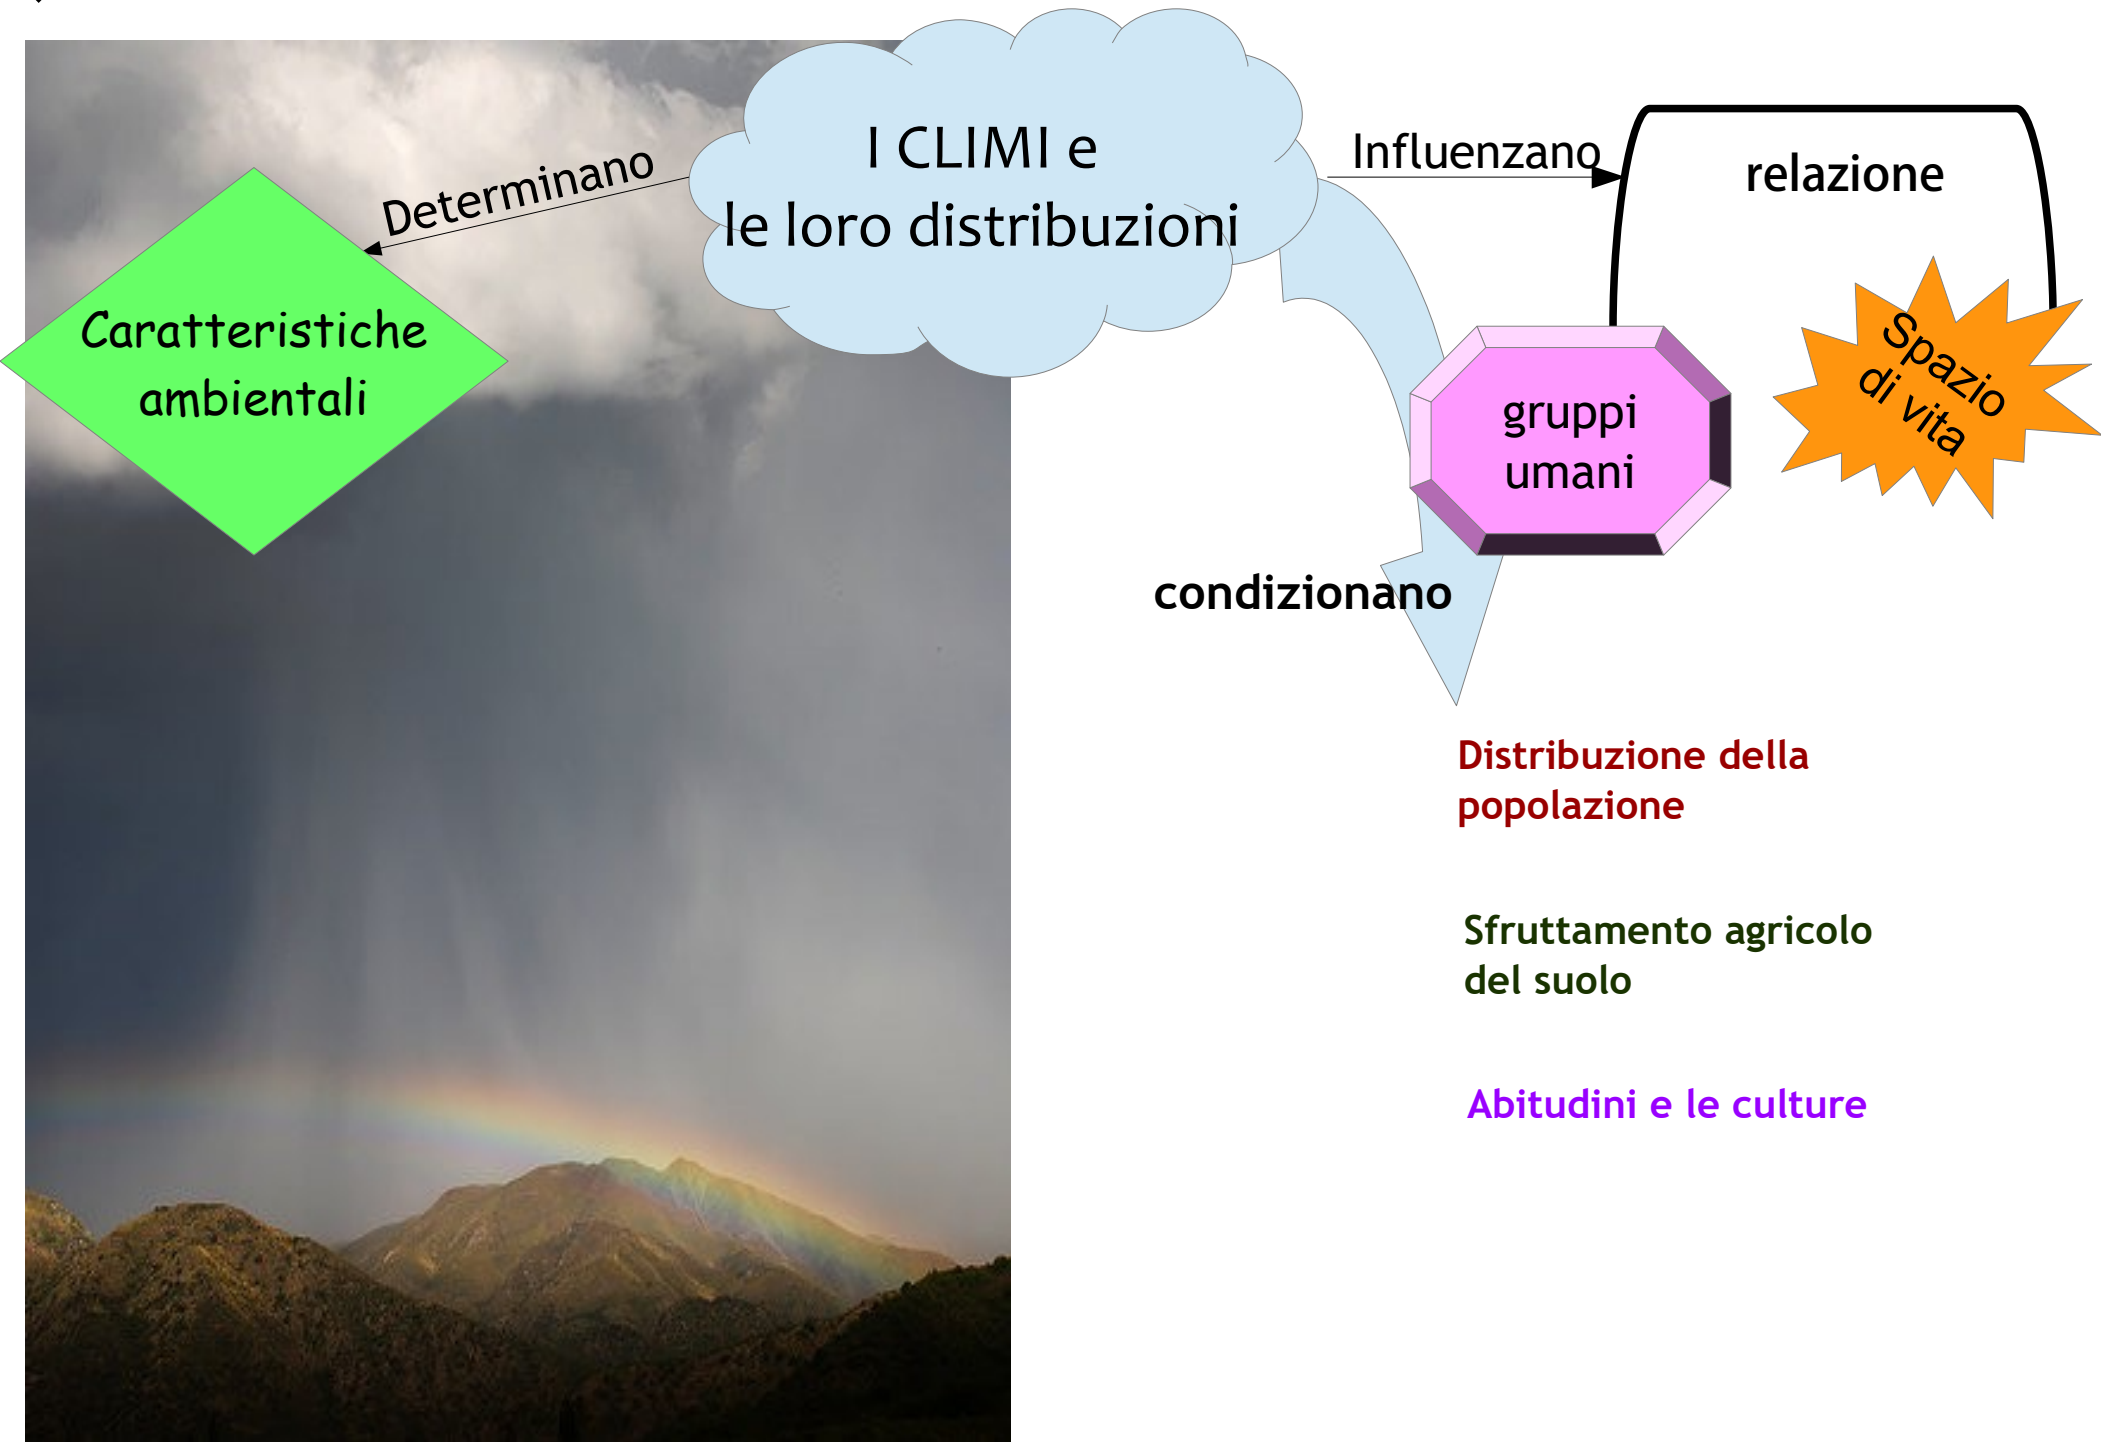 I CLIMI e
le loro distribuzioni
Determinano
Caratteristiche
ambientali
Influenzano
relazione
gruppi
umani
Spazio
di vita
condizionano
Distribuzione della
popolazione
Sfruttamento agricolo
del suolo
Abitudini e le culture